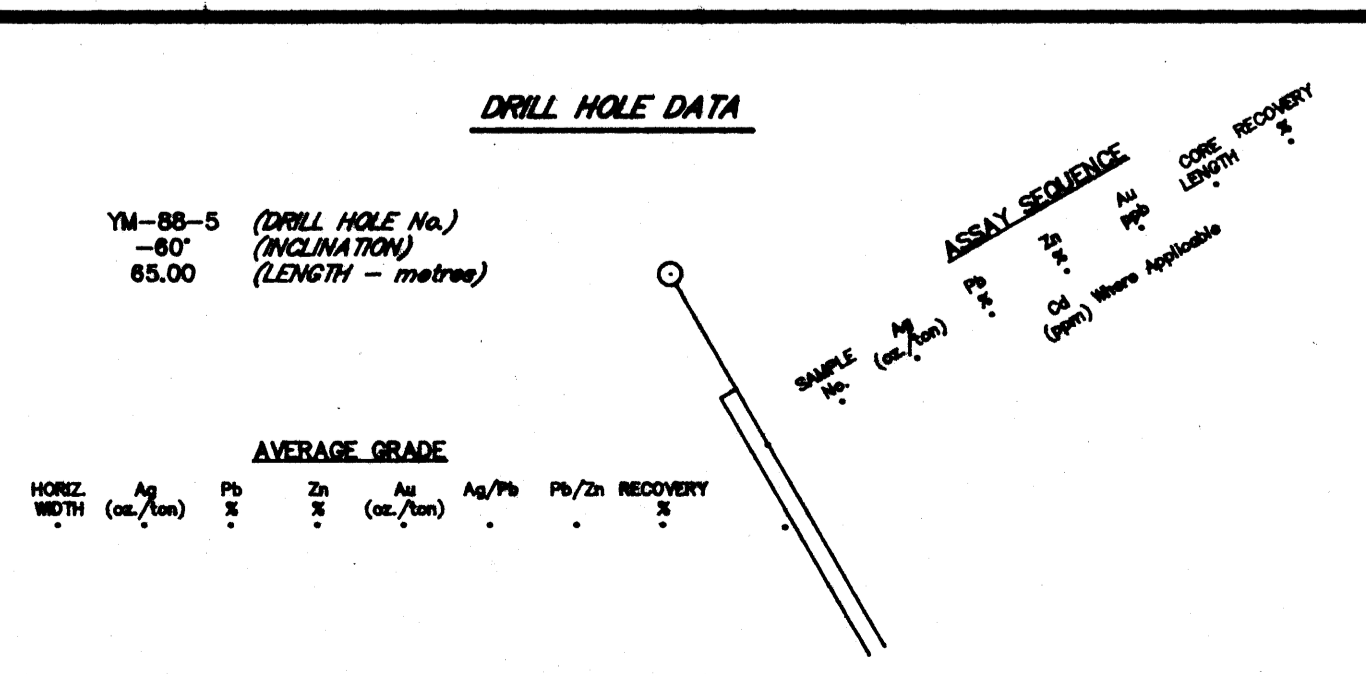 DRILL HOLE DATA
YM-88-5 (DRILL HOLE No.)
-60° (INCLINATION)
65.00 (LENGTH - metres)
ASSAY SEQUENCE
SAMPLE No.
Ag (oz./ton)
Pb %
Zn %
Au ppb
CORE LENGTH
RECOVERY %
Cd (ppm) Where Applicable
AVERAGE GRADE
HORIZ. Ag Pb Zn Au Ag/Pb Pb/Zn RECOVERY
WIDTH (oz./ton) % % (oz./ton) %